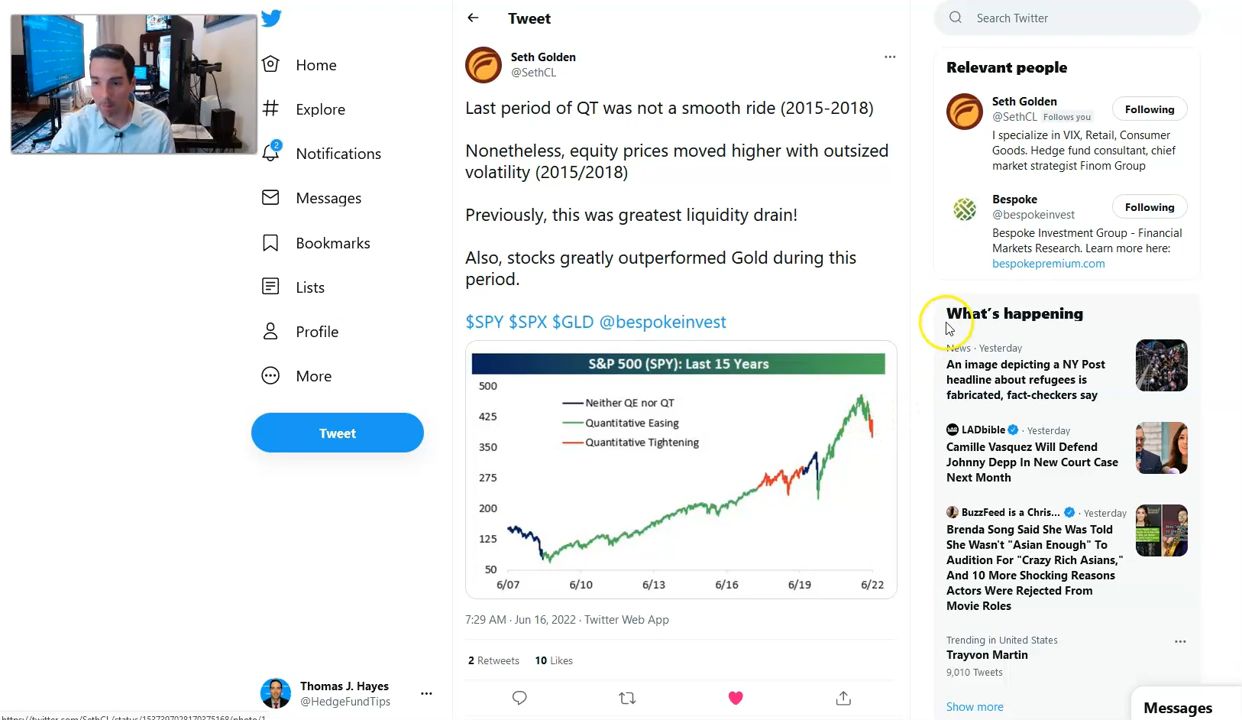 Home
Explore
2
Notifications
Messages
Bookmarks
Lists
Profile
More
Tweet
Thomas J. Hayes
@HedgeFundTips
Tweet
Seth Golden
@SethCL
Last period of QT was not a smooth ride (2015-2018)
Nonetheless, equity prices moved higher with outsized
volatility (2015/2018)
Previously, this was greatest liquidity drain!
Also, stocks greatly outperformed Gold during this
period.
$SPY $SPX $GLD @bespokeinvest
S&P 500 (SPY): Last 15 Years
500
425
350
275
200
125
50
Neither QE nor QT
Quantitative Easing
Quantitative Tightening
6/07 6/10 6/13 6/16 6/19 6/22
7:29 AM · Jun 16, 2022 · Twitter Web App
2 Retweets 10 Likes
Search Twitter
Relevant people
Seth Golden
@SethCL Follows you
Following
I specialize in VIX, Retail, Consumer
Goods. Hedge fund consultant, chief
market strategist Finom Group
Bespoke
@bespokeinvest
Following
Bespoke Investment Group - Financial
Markets Research. Learn more here:
bespokepremium.com
What's happening
News · Yesterday
An image depicting a NY Post
headline about refugees is
fabricated, fact-checkers say
LADbible · Yesterday
Camille Vasquez Will Defend
Johnny Depp In New Court Case
Next Month
BuzzFeed is a Chris... · Yesterday
Brenda Song Said She Was Told
She Wasn't "Asian Enough" To
Audition For "Crazy Rich Asians,"
And 10 More Shocking Reasons
Actors Were Rejected From
Movie Roles
Trending in United States
Trayvon Martin
9,010 Tweets
Show more
Messages